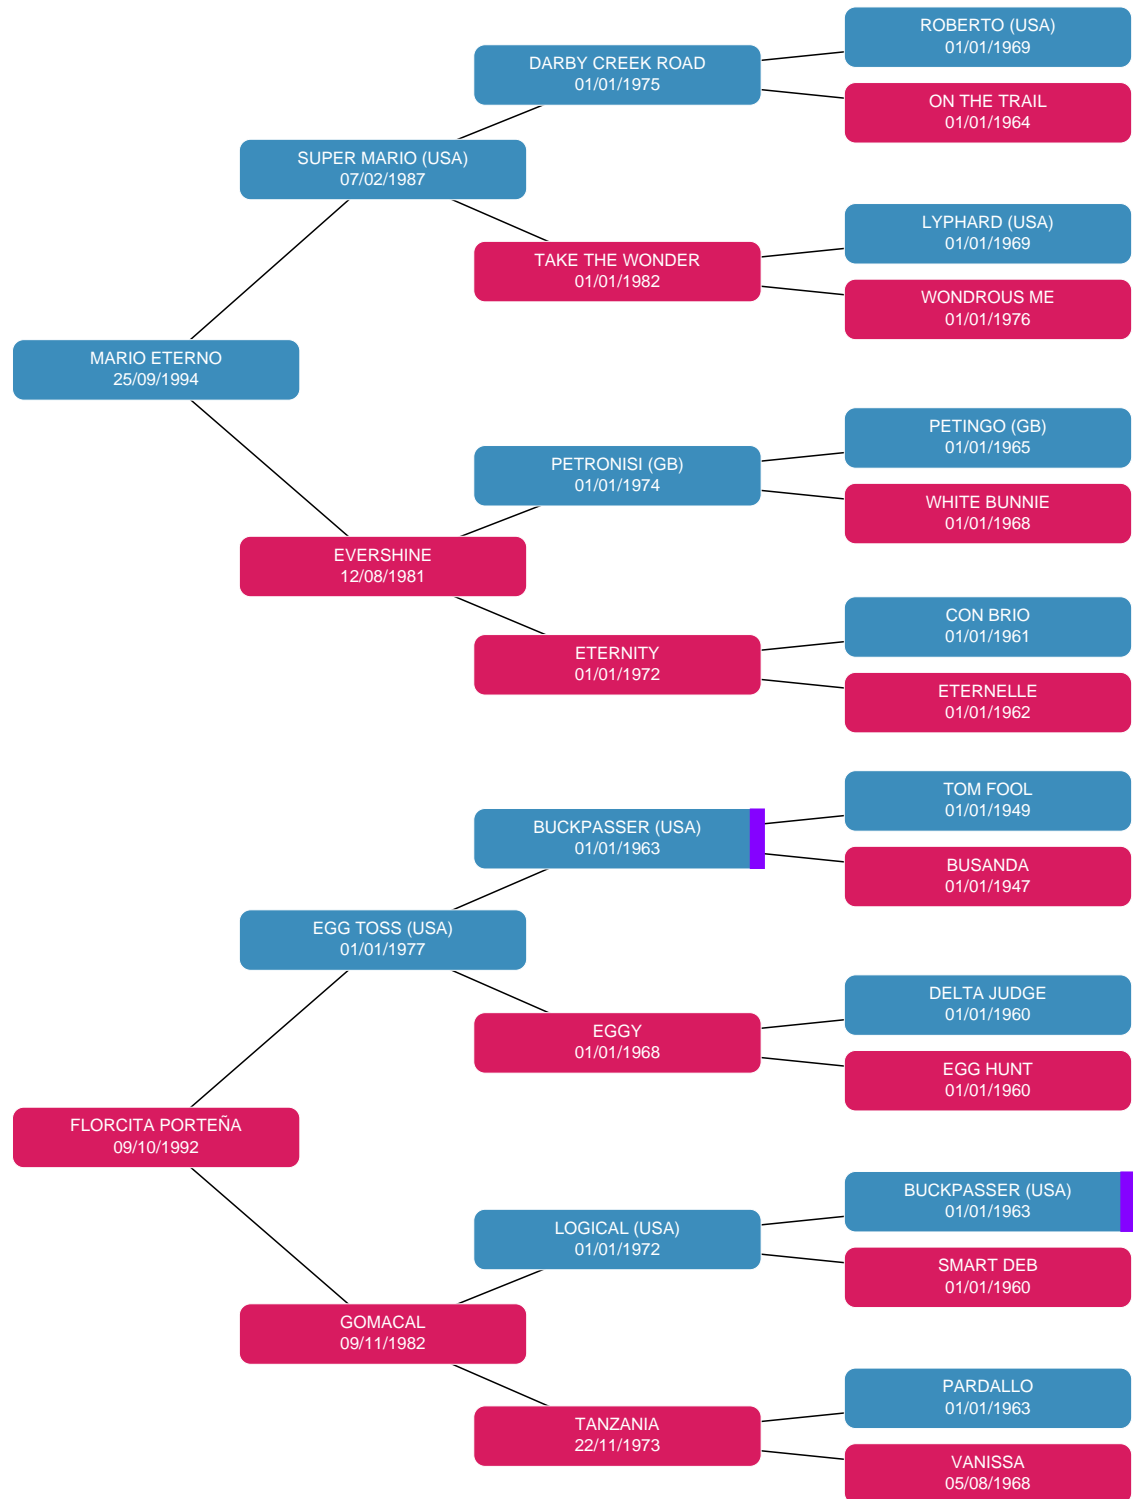 ROBERTO (USA)
01/01/1969
DARBY CREEK ROAD
01/01/1975
ON THE TRAIL
01/01/1964
SUPER MARIO (USA)
07/02/1987
LYPHARD (USA)
01/01/1969
TAKE THE WONDER
01/01/1982
WONDROUS ME
01/01/1976
MARIO ETERNO
25/09/1994
PETINGO (GB)
01/01/1965
PETRONISI (GB)
01/01/1974
WHITE BUNNIE
01/01/1968
EVERSHINE
12/08/1981
CON BRIO
01/01/1961
ETERNITY
01/01/1972
ETERNELLE
01/01/1962
TOM FOOL
01/01/1949
BUCKPASSER (USA)
01/01/1963
BUSANDA
01/01/1947
EGG TOSS (USA)
01/01/1977
DELTA JUDGE
01/01/1960
EGGY
01/01/1968
EGG HUNT
01/01/1960
FLORCITA PORTEÑA
09/10/1992
BUCKPASSER (USA)
01/01/1963
LOGICAL (USA)
01/01/1972
SMART DEB
01/01/1960
GOMACAL
09/11/1982
PARDALLO
01/01/1963
TANZANIA
22/11/1973
VANISSA
05/08/1968